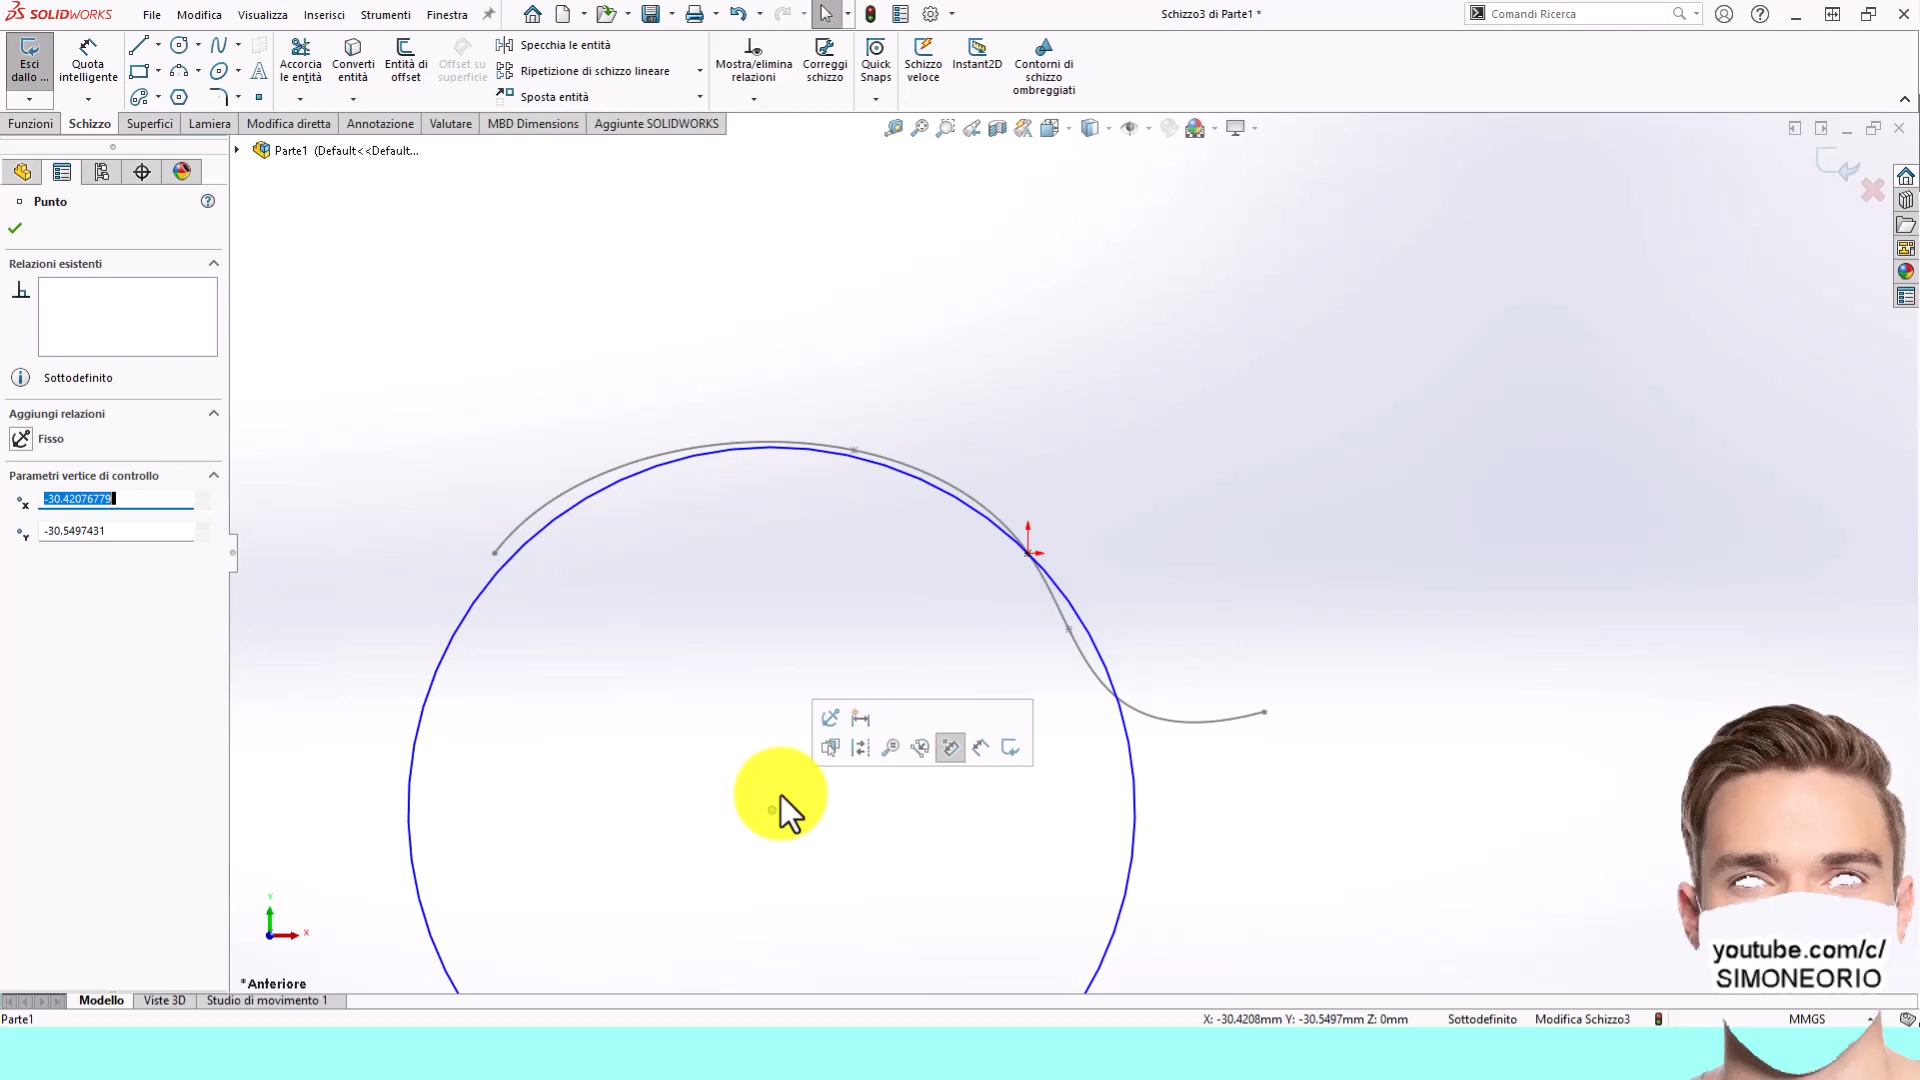 SOLIDWORKS
File
Modifica
Visualizza
Inserisci
Strumenti
Finestra
Schizzo3 di Parte1 *
Comandi Ricerca
Esci dallo ...
Quota intelligente
Accorcia le entità
Converti entità
Entità di offset
Offset su superficie
Specchia le entità
Ripetizione di schizzo lineare
Sposta entità
Mostra/elimina relazioni
Correggi schizzo
Quick Snaps
Schizzo veloce
Instant2D
Contorni di schizzo ombreggiati
Funzioni
Schizzo
Superfici
Lamiera
Modifica diretta
Annotazione
Valutare
MBD Dimensions
Aggiunte SOLIDWORKS
Parte1 (Default<<Default...
Punto
Relazioni esistenti
Sottodefinito
Aggiungi relazioni
Fisso
Parametri vertice di controllo
-30.42076779
-30.5497431
Y
X
*Anteriore
youtube.com/c/
SIMONEORIO
Modello
Viste 3D
Studio di movimento 1
Parte1
X: -30.4208mm Y: -30.5497mm Z: 0mm
Sottodefinito
Modifica Schizzo3
MMGS